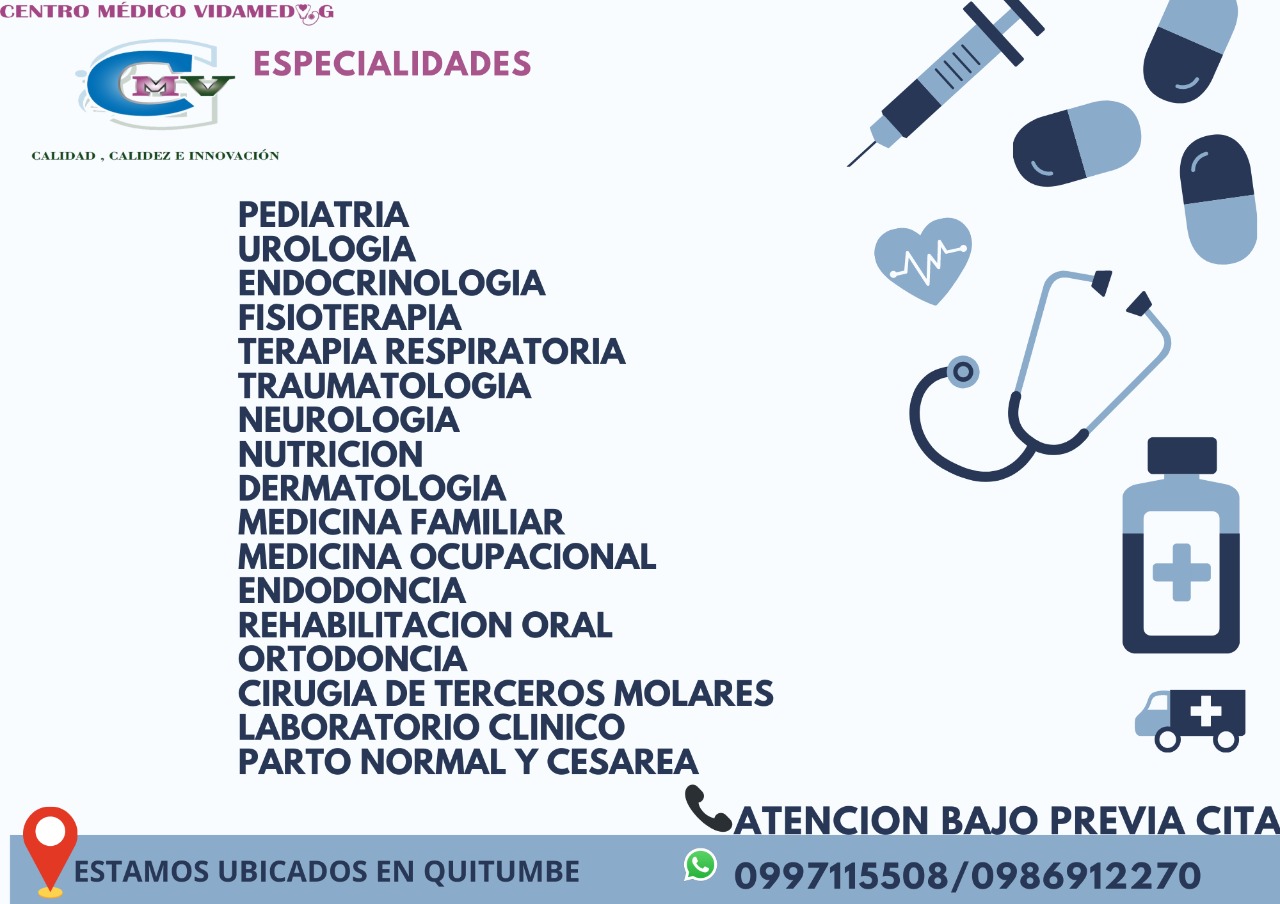 CENTRO MÉDICO VIDAMED G
CMV
ESPECIALIDADES
CALIDAD , CALIDEZ E INNOVACIÓN
PEDIATRIA
UROLOGIA
ENDOCRINOLOGIA
FISIOTERAPIA
TERAPIA RESPIRATORIA
TRAUMATOLOGIA
NEUROLOGIA
NUTRICION
DERMATOLOGIA
MEDICINA FAMILIAR
MEDICINA OCUPACIONAL
ENDODONCIA
REHABILITACION ORAL
ORTODONCIA
CIRUGIA DE TERCEROS MOLARES
LABORATORIO CLINICO
PARTO NORMAL Y CESAREA
ATENCION BAJO PREVIA CITA
ESTAMOS UBICADOS EN QUITUMBE
0997115508/0986912270